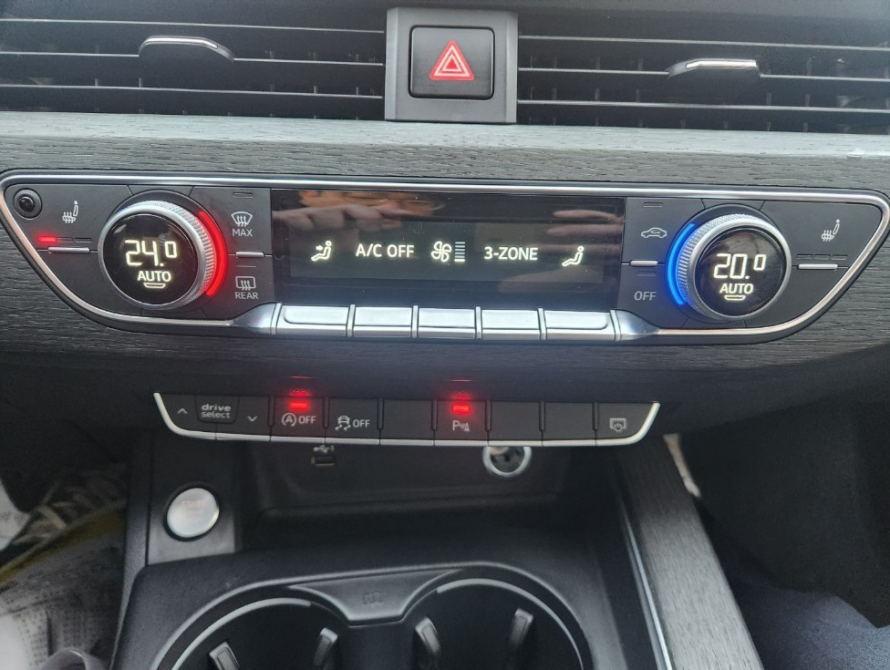 MAX
REAR
24.0
AUTO
A/C OFF
3-ZONE
OFF
20.0
AUTO
drive
select
A OFF
OFF
P